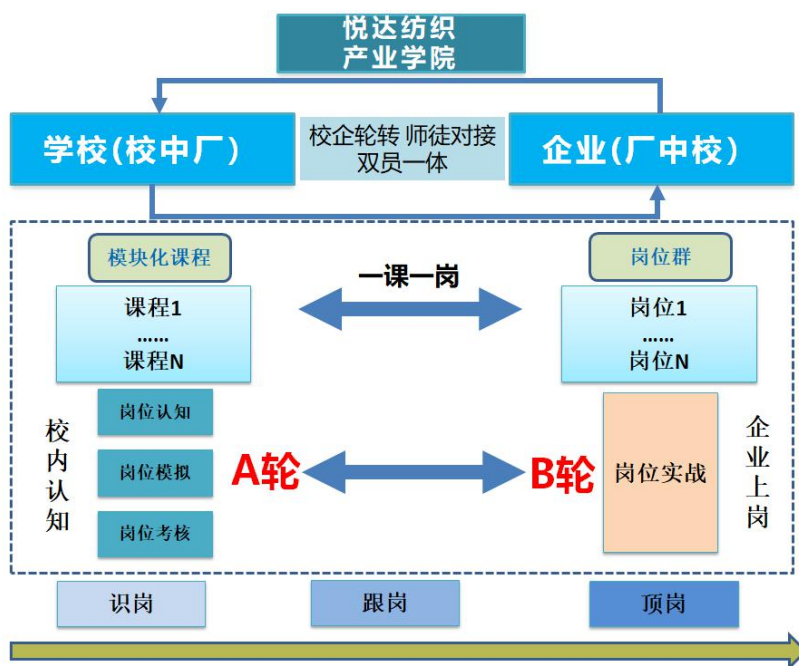 悦达纺织
产业学院
学校(校中厂)
校企轮转 师徒对接
双员一体
企业(厂中校)
模块化课程
一课一岗
岗位群
课程1
……
课程N
岗位1
……
岗位N
校内认知
岗位认知
岗位模拟
岗位考核
A轮
B轮
岗位实战
企业上岗
识岗
跟岗
顶岗